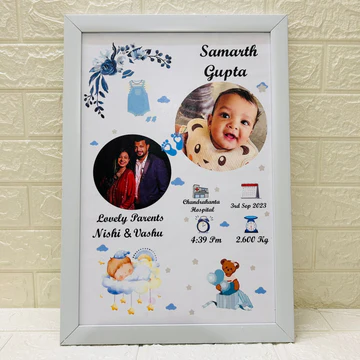 Samarth
Gupta
Lovely Parents
Nishi & Vashu
Chandrakanta
Hospital
3rd Sep 2023
4:39 Pm
2.600 Kg